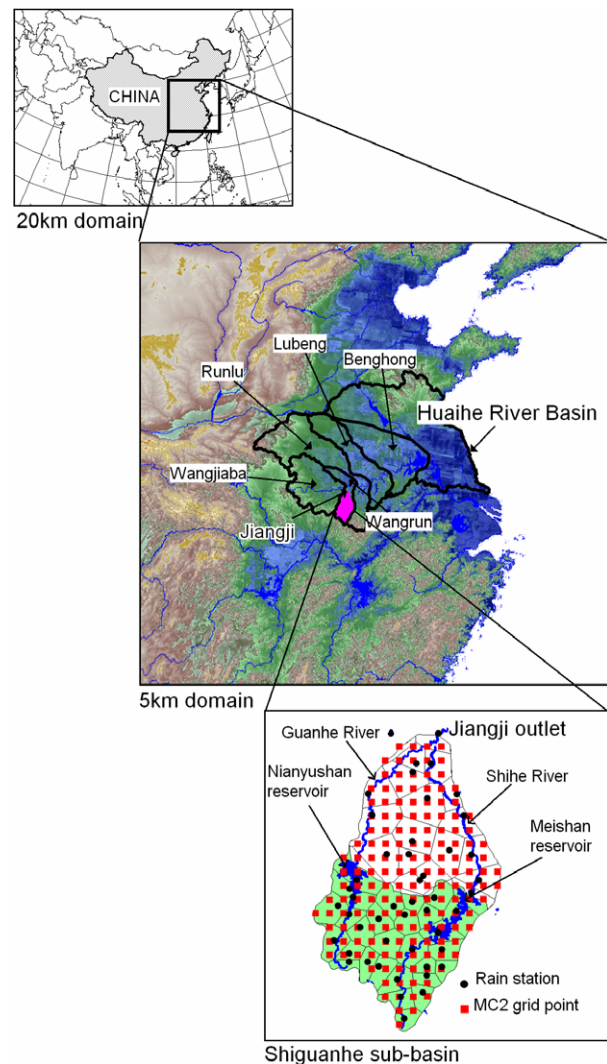 CHINA
20km domain
Lubeng
Benghong
Runlu
Huaihe River Basin
Wangjiaba
Jiangji
Wangrun
5km domain
Guanhe River
Jiangji outlet
Nianyushan
reservoir
Shihe River
Meishan
reservoir
Rain station
MC2 grid point
Shiguanhe sub-basin